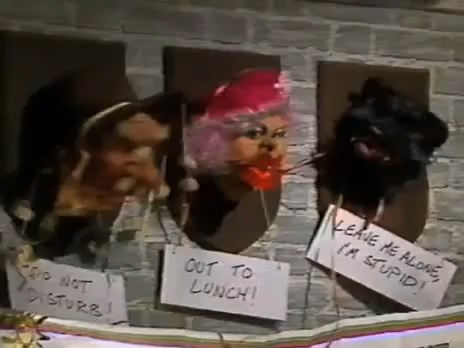 DO NOT
DISTURB!
OUT TO
LUNCH!
LEAVE ME ALONE,
I'M STUPID!